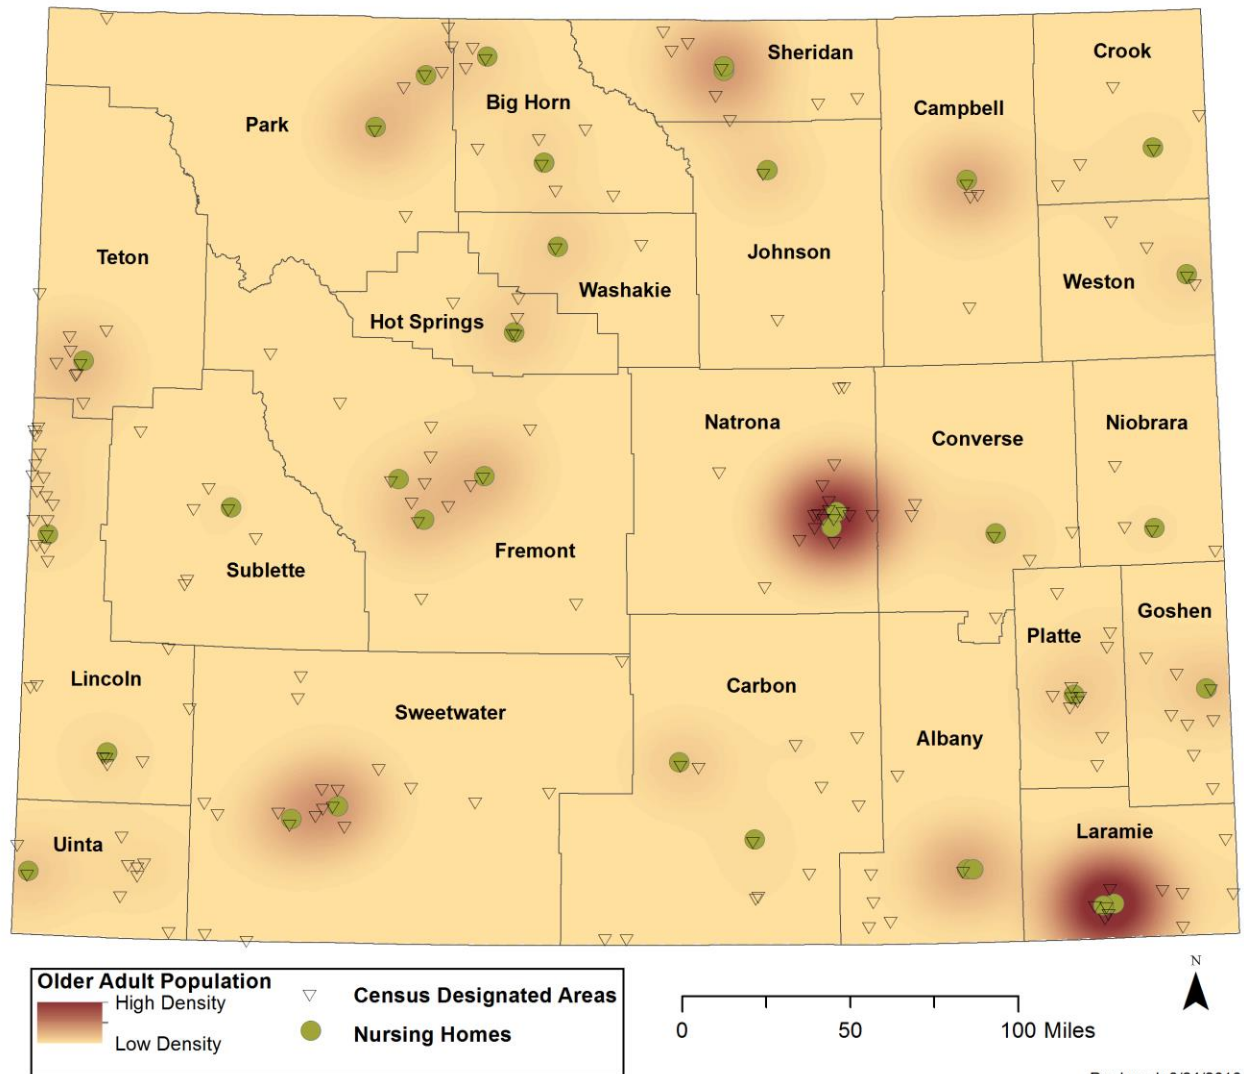 Sheridan
Crook
Big Horn
Campbell
Park
Teton
Johnson
Washakie
Weston
Hot Springs
Natrona
Converse
Niobrara
Fremont
Sublette
Goshen
Platte
Lincoln
Carbon
Sweetwater
Albany
Laramie
Uinta
Older Adult Population
High Density
Low Density
Census Designated Areas
Nursing Homes
0 50 100 Miles
N